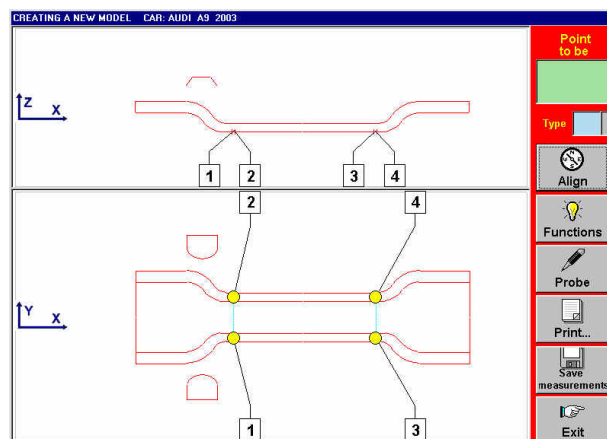 CREATING A NEW MODEL CAR: AUDI A9 2003
Point
to be
Z
X
Type
1 2 3 4
Align
2 4
Functions
Probe
Y
X
Print...
Save
measurements
1 3
Exit